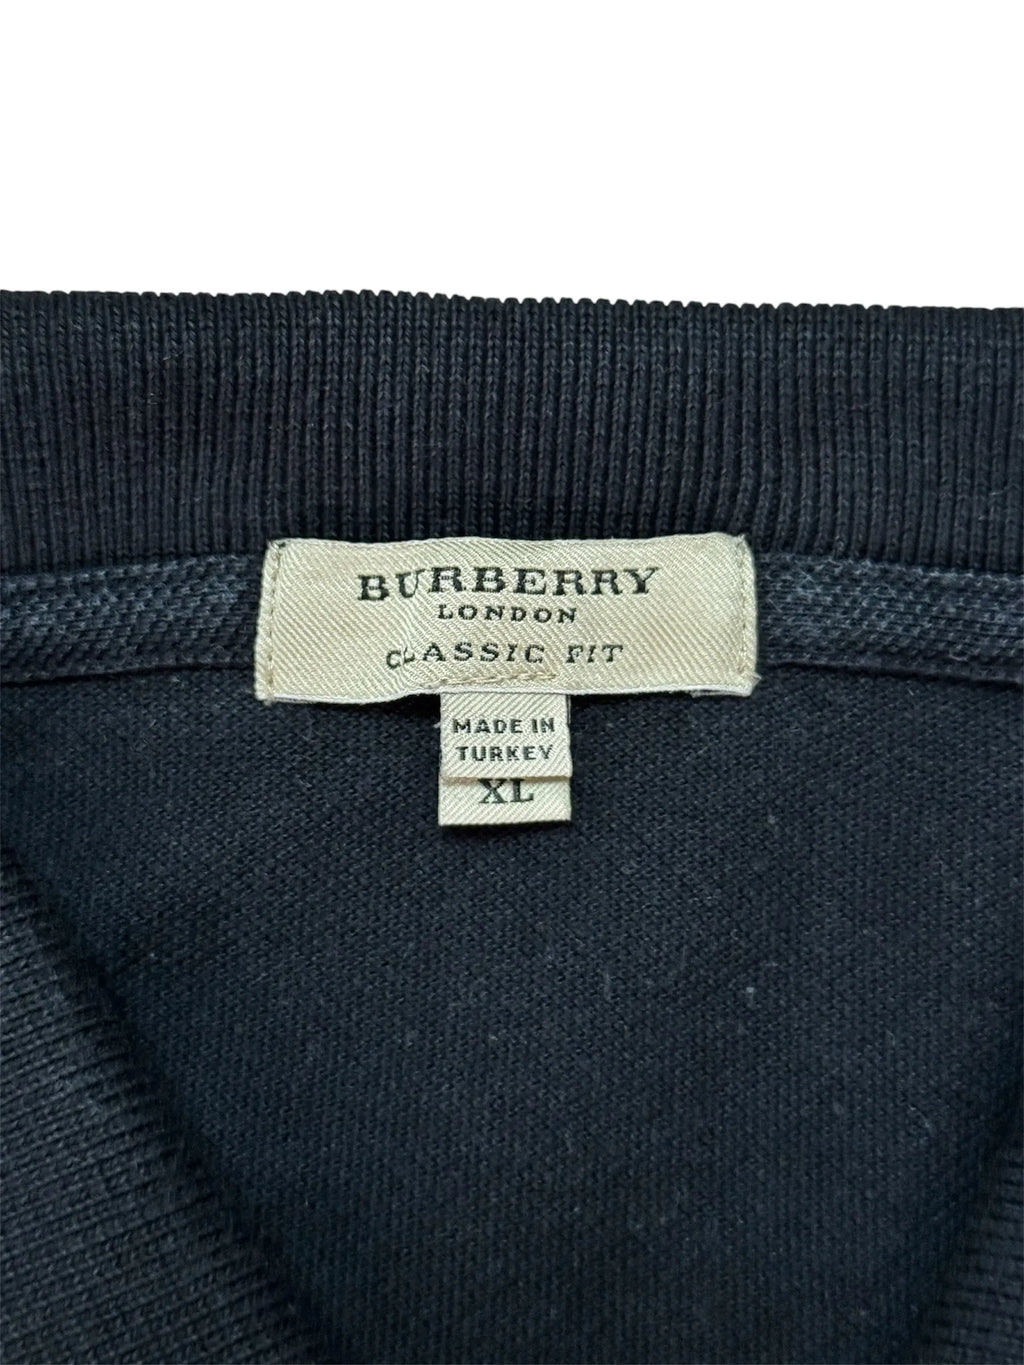 BURBERRY
LONDON
CLASSIC FIT
MADE IN
TURKEY
XL